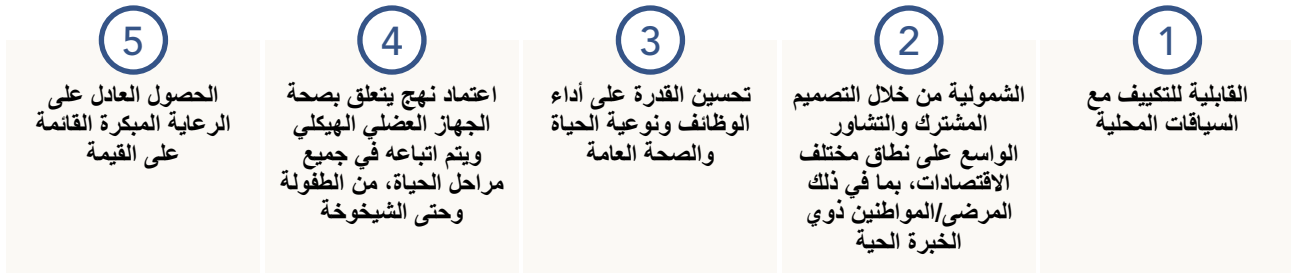 1
القابلية للتكييف مع
السياقات المحلية
2
الشمولية من خلال التصميم
المشترك والتشاور
الواسع على نطاق مختلف
الاقتصادات، بما في ذلك
المرضى/المواطنين ذوي
الخبرة الحية
3
تحسين القدرة على أداء
الوظائف ونوعية الحياة
والصحة العامة
4
اعتماد نهج يتعلق بصحة
الجهاز العضلي الهيكلي
ويتم اتباعه في جميع
مراحل الحياة، من الطفولة
وحتى الشيخوخة
5
الحصول العادل على
الرعاية المبكرة القائمة
على القيمة